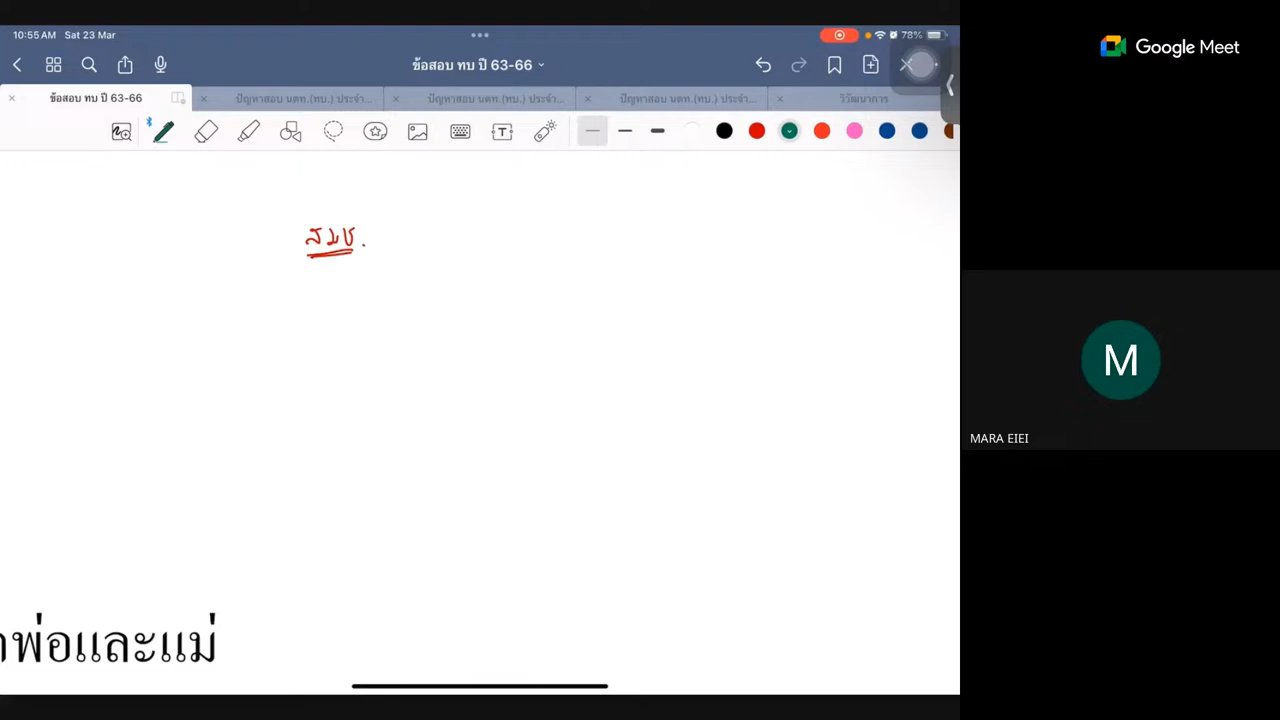 10:55 AM Sat 23 Mar
78%
Google Meet
ข้อสอบ ทบ ปี 63-66
ข้อสอบ ทบ ปี 63-66
ปัญหาสอบ นตท.(ทบ.) ประจำ...
ปัญหาสอบ นตท.(ทบ.) ประจำ...
ปัญหาสอบ นตท.(ทบ.) ประจำ...
วิวัฒนาการ
T
สมช.
M
MARA EIEI
พ่อและแม่